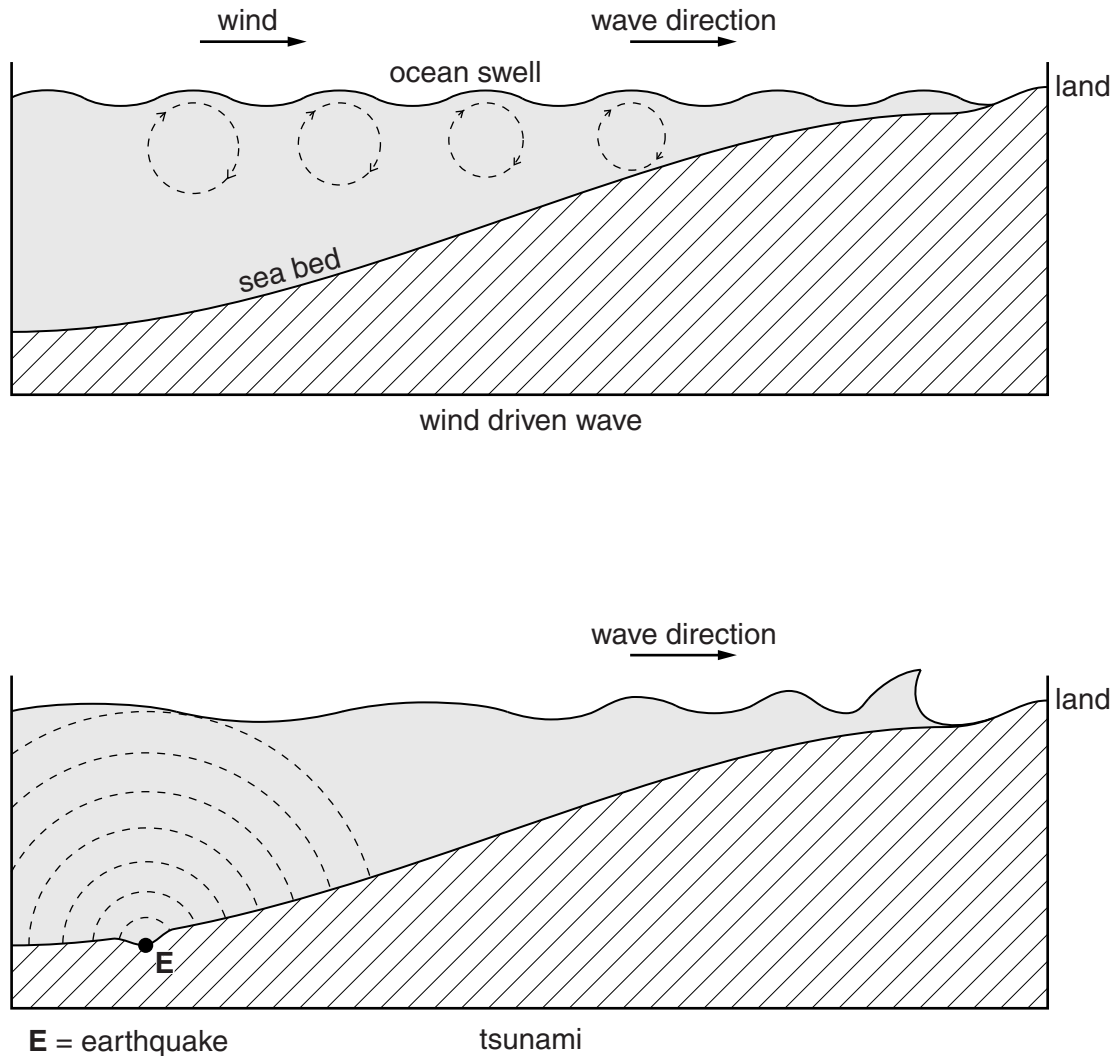 wind
wave direction
ocean swell
land
sea bed
wind driven wave
wave direction
land
E
E = earthquake
tsunami